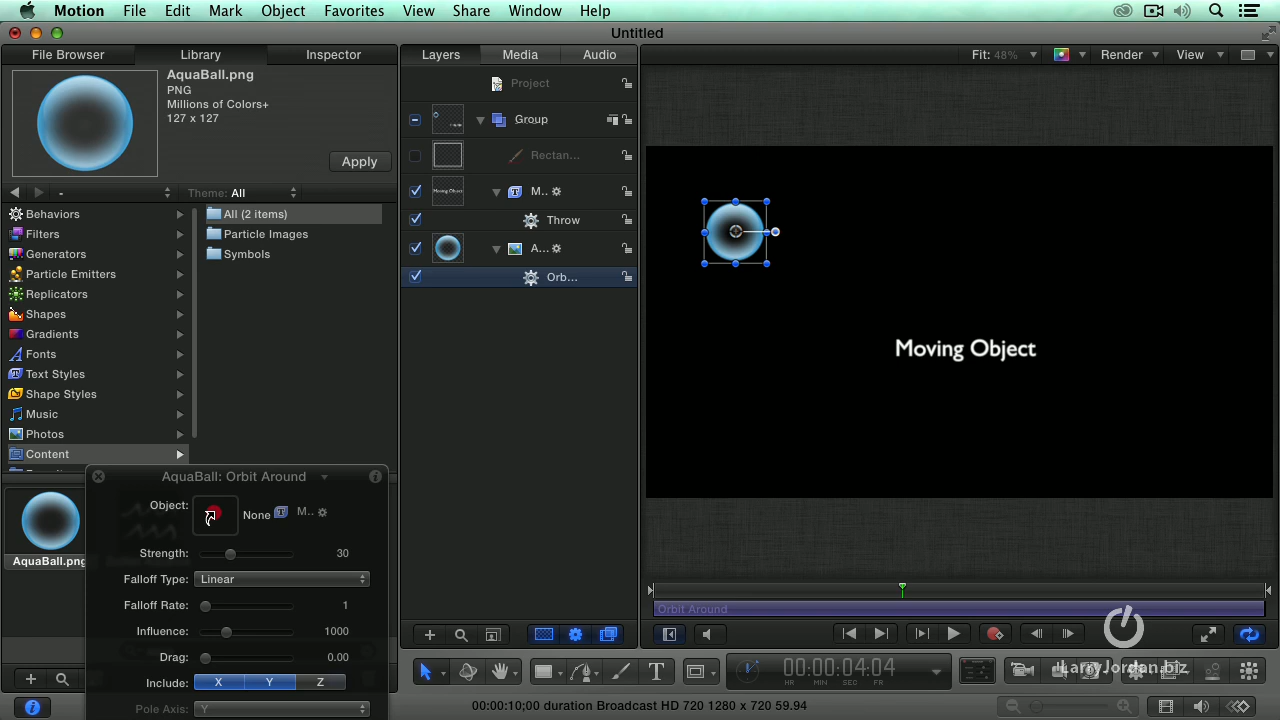 Motion File Edit Mark Object Favorites View Share Window Help
Untitled
File Browser Library Inspector Layers Media Audio Fit: 48% Render View
AquaBall.png
PNG
Millions of Colors+
127 x 127
Apply
- Theme: All
Behaviors
Filters
Generators
Particle Emitters
Replicators
Shapes
Gradients
Fonts
Text Styles
Shape Styles
Music
Photos
Content
All (2 items)
Particle Images
Symbols
AquaBall.png
AquaBall: Orbit Around
Object: None M..
Strength: 30
Falloff Type: Linear
Falloff Rate: 1
Influence: 1000
Drag: 0.00
Include: X Y Z
Pole Axis: Y
Project
Group
Rectan...
Moving Object
M..
Throw
A...
Orb...
Moving Object
Orbit Around
00:00:04:04
HR MIN SEC FR
LarryJordan.biz
00:00:10;00 duration Broadcast HD 720 1280 x 720 59.94